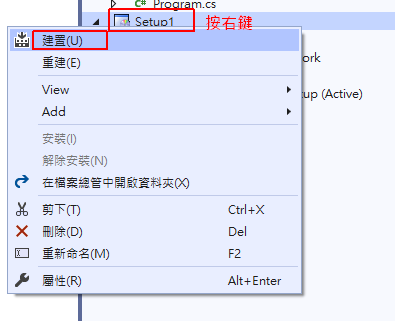 Program.cs
Setup1 按右鍵
建置(U)
重建(E)
ork
View
up (Active)
Add
安裝(I)
解除安裝(N)
在檔案總管中開啟資料夾(X)
剪下(T) Ctrl+X
刪除(D) Del
重新命名(M) F2
屬性(R) Alt+Enter